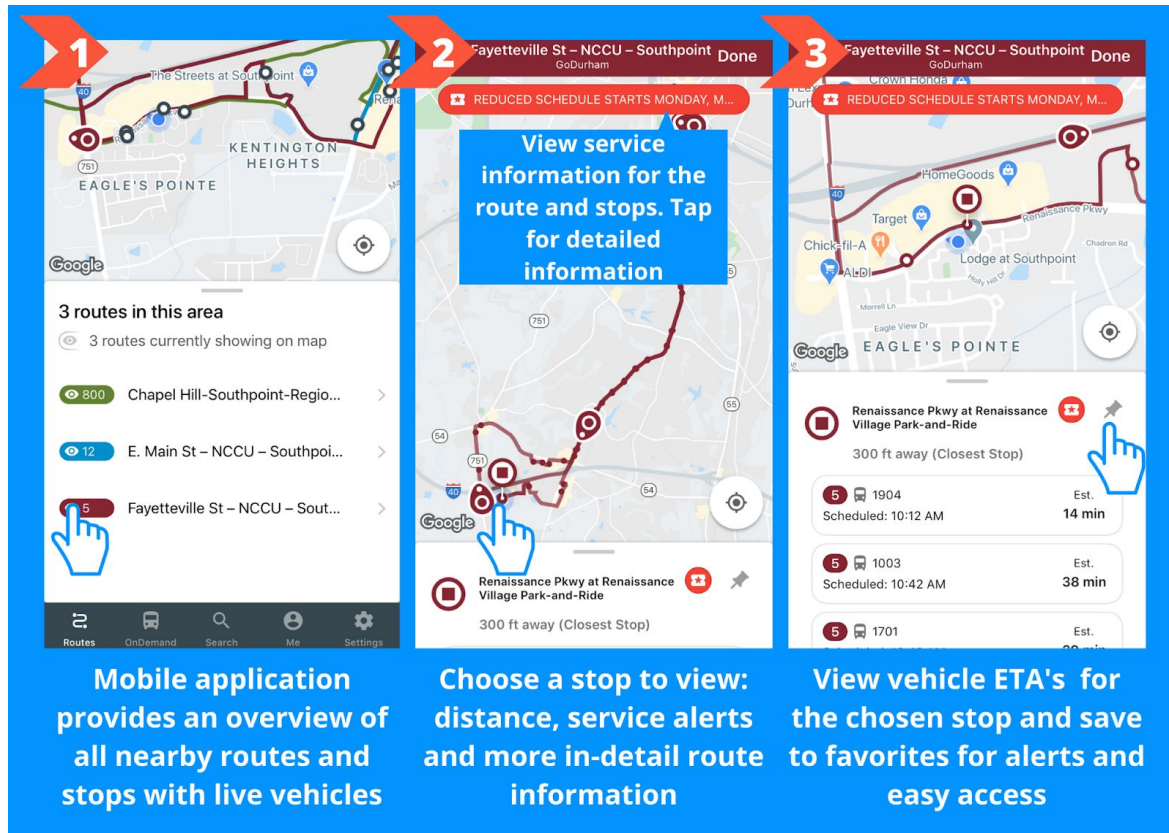 1
The Streets at Southpoint
40
Rena
KENTINGTON
HEIGHTS
751
EAGLE'S POINTE
Google
3 routes in this area
3 routes currently showing on map
800 Chapel Hill-Southpoint-Regio...
12 E. Main St – NCCU – Southpoi...
5 Fayetteville St – NCCU – Sout...
Routes OnDemand Search Me Settings
Mobile application
provides an overview of
all nearby routes and
stops with live vehicles
2
Fayetteville St – NCCU – Southpoint
GoDurham
Done
REDUCED SCHEDULE STARTS MONDAY, M...
View service
information for the
route and stops. Tap
for detailed
information
751
55
54
751
40
54
Google
Renaissance Pkwy at Renaissance
Village Park-and-Ride
300 ft away (Closest Stop)
Choose a stop to view:
distance, service alerts
and more in-detail route
information
3
Fayetteville St – NCCU – Southpoint
GoDurham
Done
Crown Honda
REDUCED SCHEDULE STARTS MONDAY, M...
HomeGoods
40
Target
Renaissance Pkwy
Chick-fil-A
Chadron Rd
Lodge at Southpoint
ALDI
Holly Hill Dr
Morrell Ln
Eagle View Dr
EAGLE'S POINTE
Google
Renaissance Pkwy at Renaissance
Village Park-and-Ride
300 ft away (Closest Stop)
5 1904 Est.
Scheduled: 10:12 AM 14 min
5 1003 Est.
Scheduled: 10:42 AM 38 min
5 1701 Est.
View vehicle ETA's for
the chosen stop and save
to favorites for alerts and
easy access